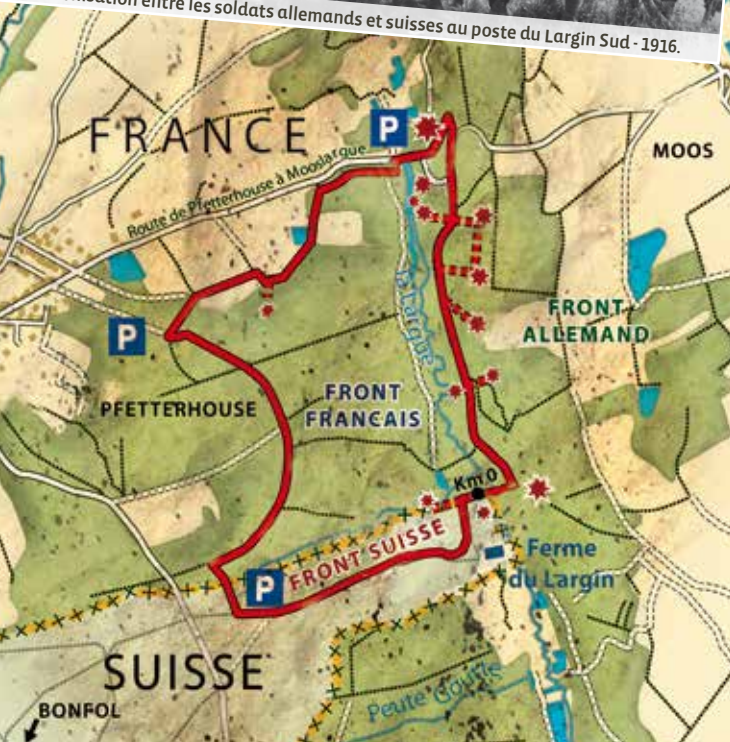 isation entre les soldats allemands et suisses au poste du Largin Sud - 1916.
FRANCE
P
MOOS
Route de Pfetterhouse à Mooslargue
la Largue
FRONT
ALLEMAND
P
PFETTERHOUSE
FRONT
FRANCAIS
Km 0
FRONT SUISSE
P
Ferme
du Largin
SUISSE
Peute Goutte
BONFOL